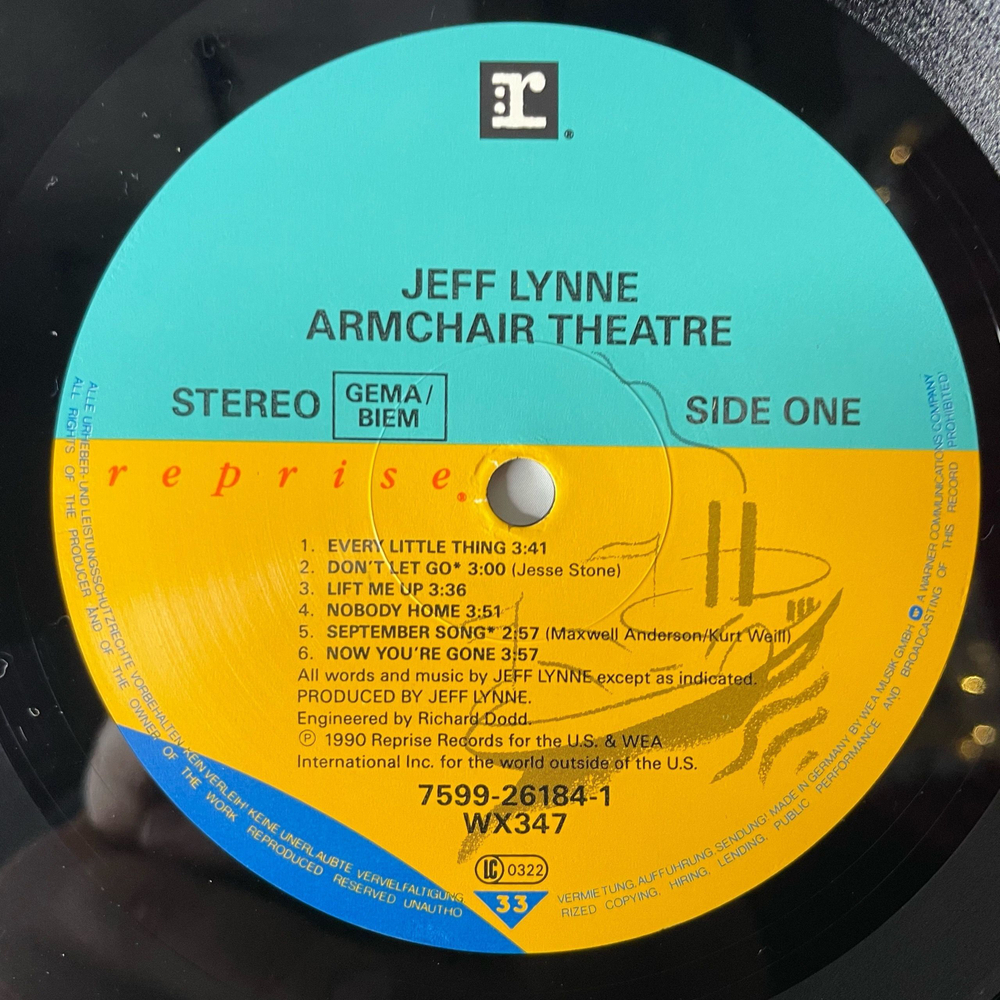 r®
JEFF LYNNE
ARMCHAIR THEATRE
STEREO
GEMA/
BIEM
SIDE ONE
reprise®
1. EVERY LITTLE THING 3:41
2. DON'T LET GO* 3:00 (Jesse Stone)
3. LIFT ME UP 3:36
4. NOBODY HOME 3:51
5. SEPTEMBER SONG* 2:57 (Maxwell Anderson/Kurt Weill)
6. NOW YOU'RE GONE 3:57
All words and music by JEFF LYNNE except as indicated.
PRODUCED BY JEFF LYNNE.
Engineered by Richard Dodd.
Ⓟ 1990 Reprise Records for the U.S. & WEA
International Inc. for the world outside of the U.S.
7599-26184-1
WX347
LC 0322
33
ALLE URHEBER- UND LEISTUNGSSCHUTZRECHTE VORBEHALTEN. KEIN VERLEIH! KEINE UNERLAUBTE VERVIELFÄLTIGUNG, VERMIETUNG, AUFFÜHRUNG, SENDUNG! MADE IN GERMANY BY WEA MUSIK GMBH W A WARNER COMMUNICATIONS COMPANY
ALL RIGHTS OF THE PRODUCER AND OF THE OWNER OF THE WORK REPRODUCED RESERVED UNAUTHORIZED COPYING, HIRING, LENDING, PUBLIC PERFORMANCE AND BROADCASTING OF THIS RECORD PROHIBITED!